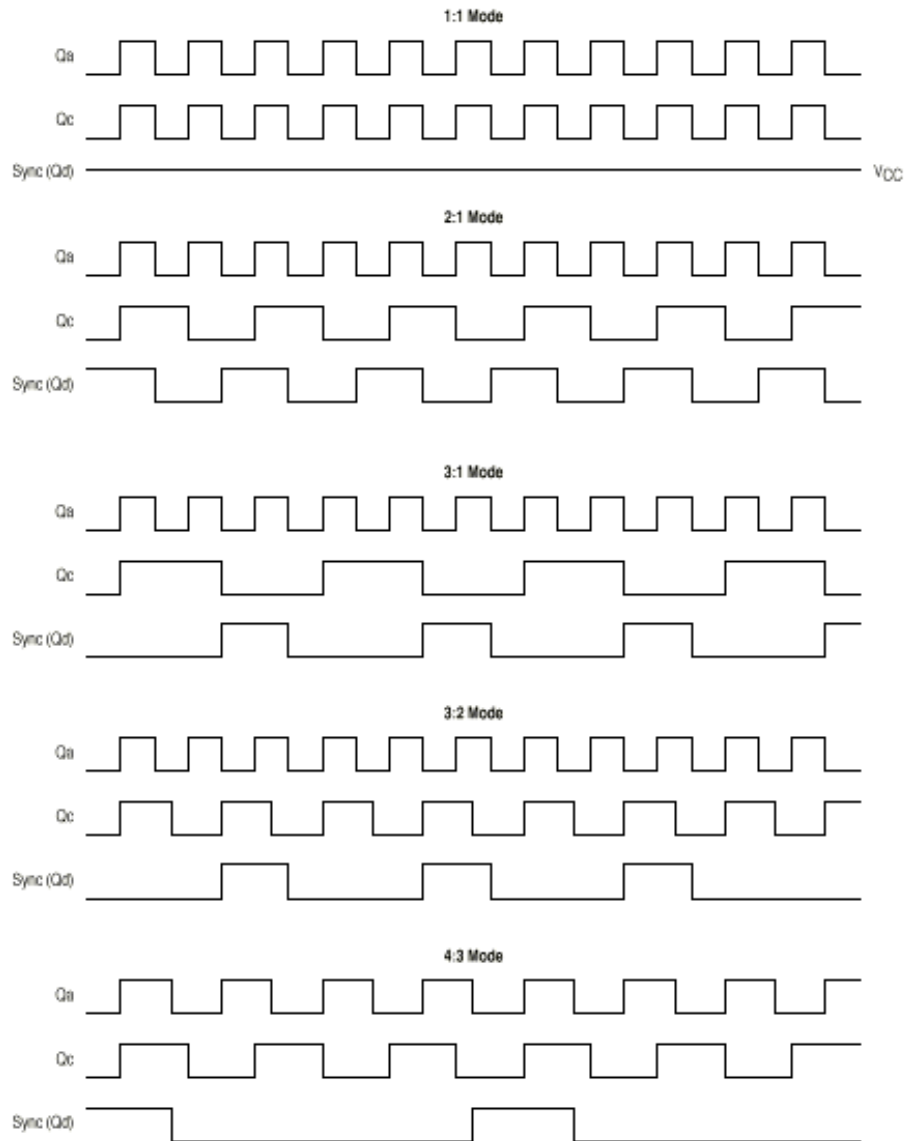 1:1 Mode
Qa
Qc
Sync (Qd)
VCC
2:1 Mode
Qa
Qc
Sync (Qd)
3:1 Mode
Qa
Qc
Sync (Qd)
3:2 Mode
Qa
Qc
Sync (Qd)
4:3 Mode
Qa
Qc
Sync (Qd)